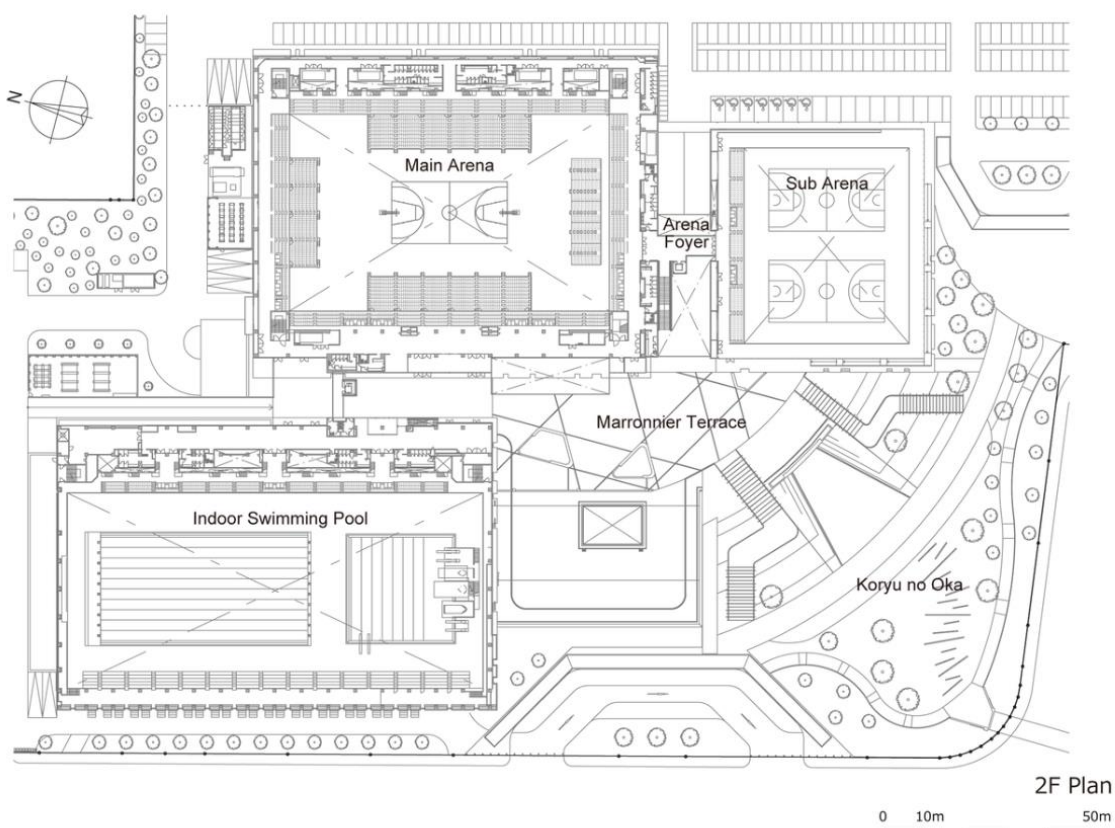 N
Main Arena
Sub Arena
Arena
Foyer
Marronnier Terrace
Indoor Swimming Pool
Koryu no Oka
2F Plan
0 10m 50m